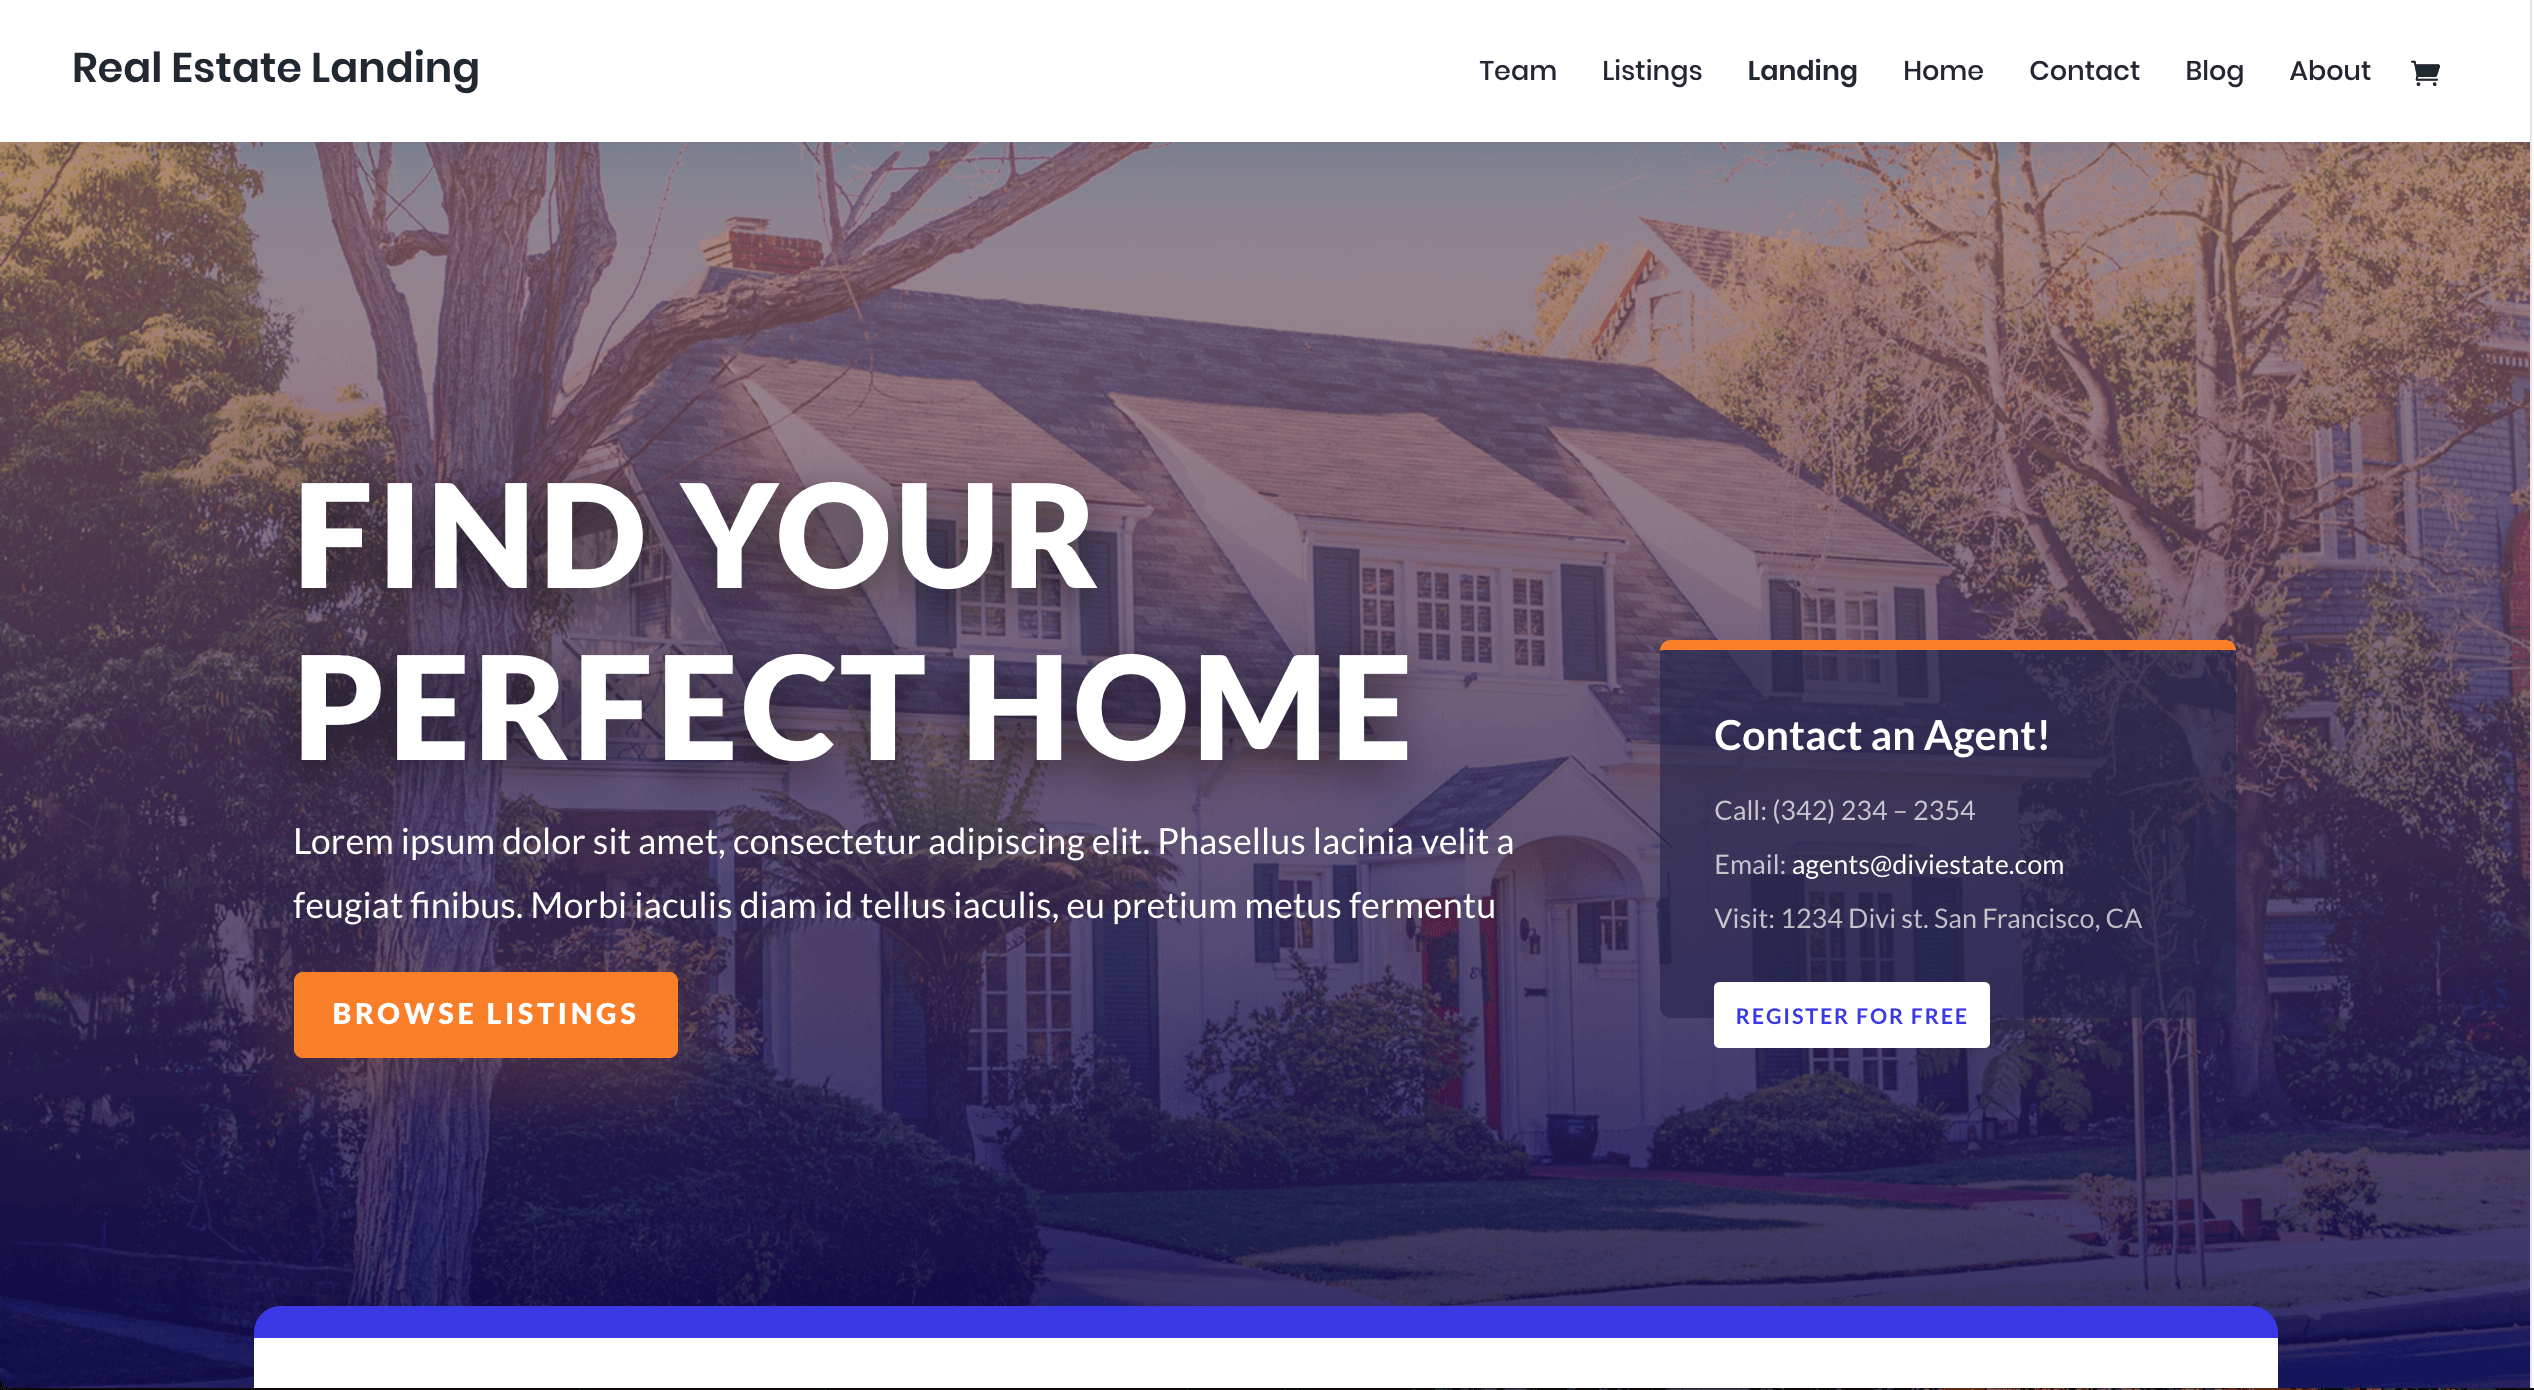 Real Estate Landing
Team Listings Landing Home Contact Blog About
FIND YOUR
PERFECT HOME
Lorem ipsum dolor sit amet, consectetur adipiscing elit. Phasellus lacinia velit a
feugiat finibus. Morbi iaculis diam id tellus iaculis, eu pretium metus fermentu
BROWSE LISTINGS
Contact an Agent!
Call: (342) 234 – 2354
Email: agents@diviestate.com
Visit: 1234 Divi st. San Francisco, CA
REGISTER FOR FREE